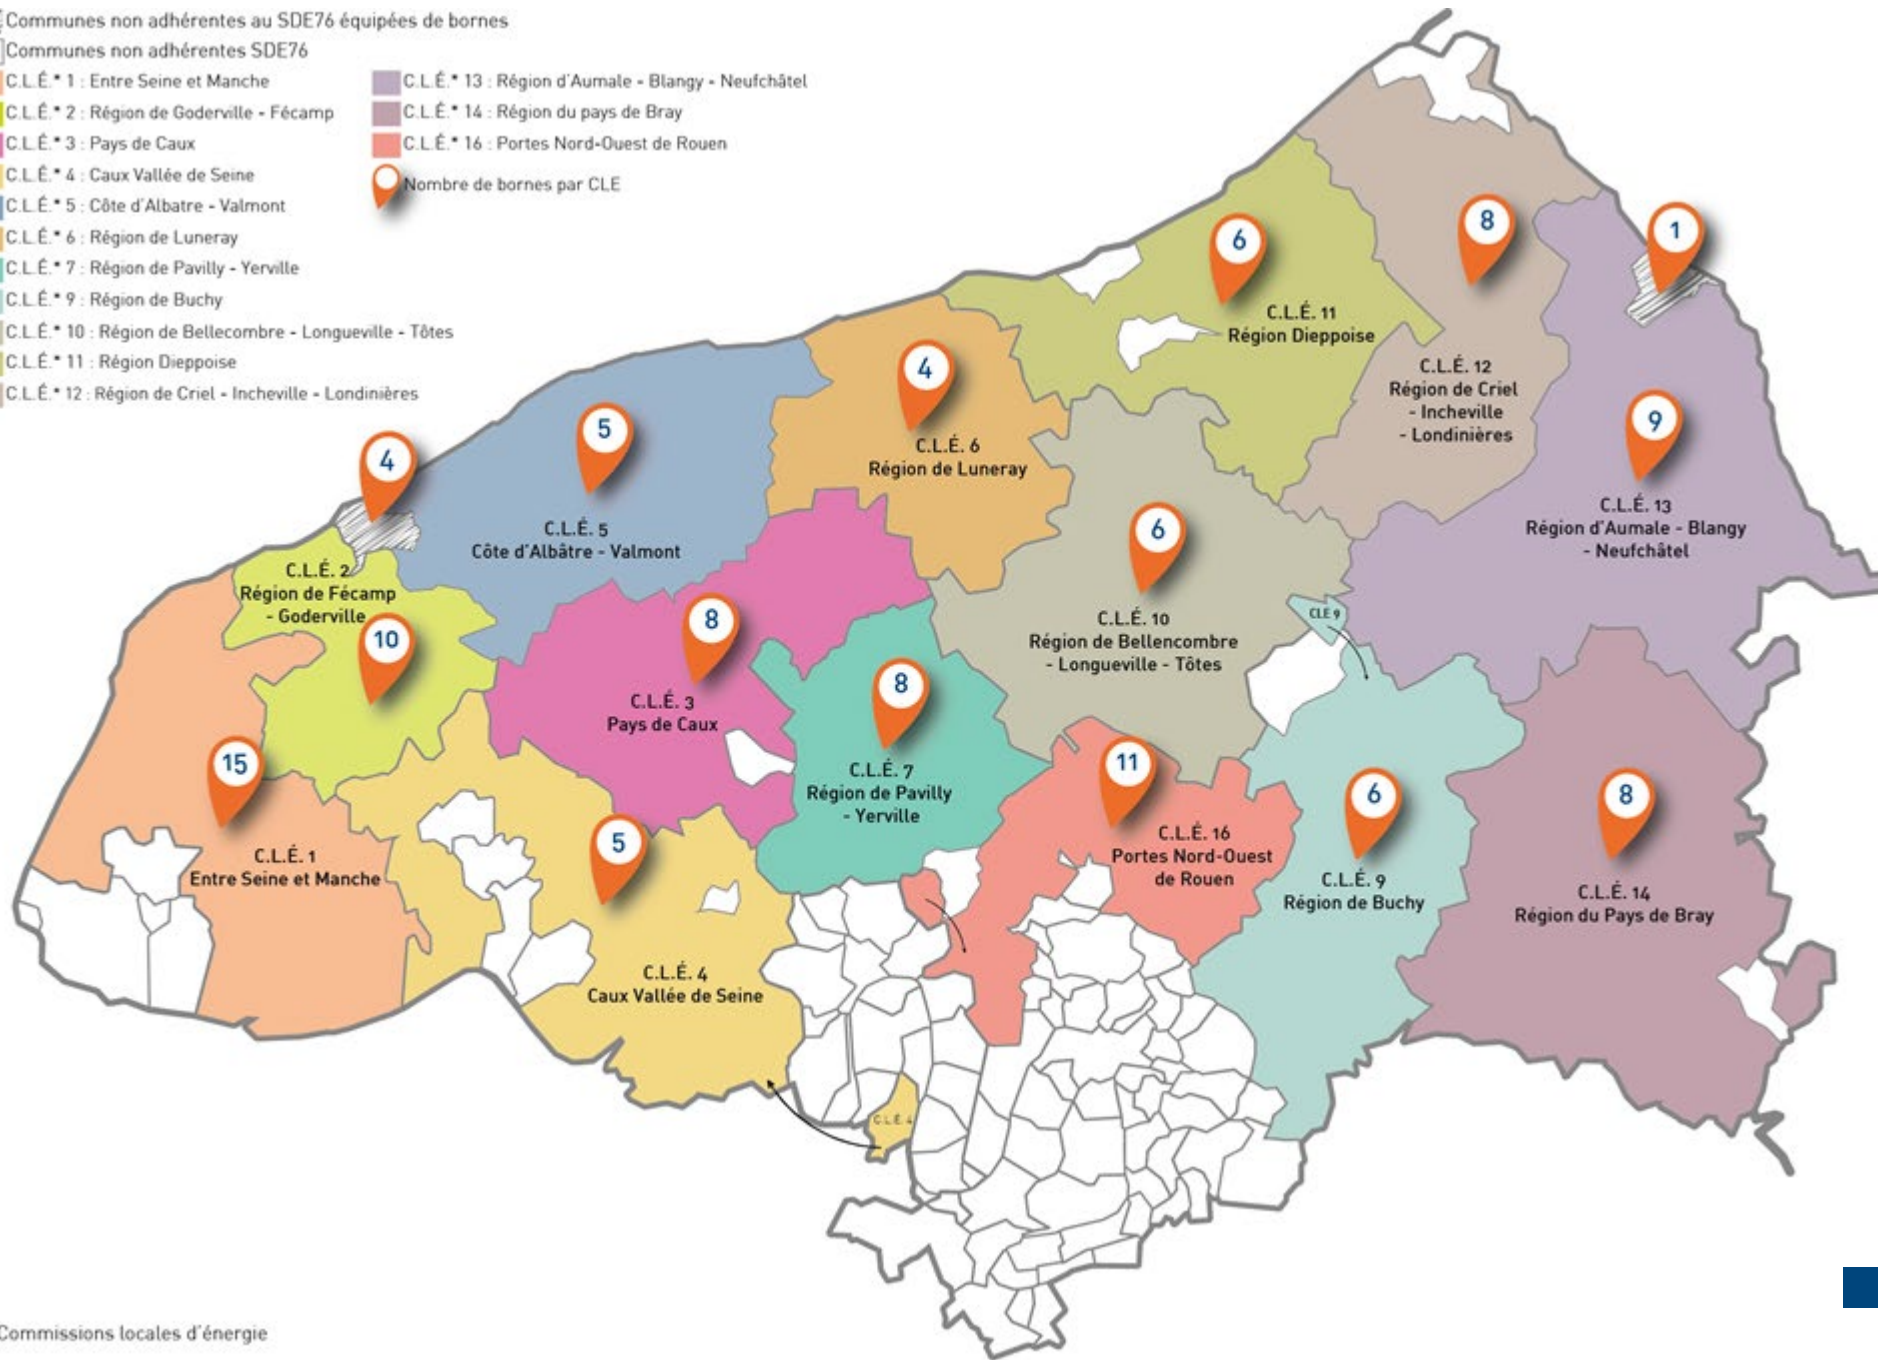 Communes non adhérentes au SDE76 équipées de bornes
Communes non adhérentes SDE76
C.L.É.* 1 : Entre Seine et Manche
C.L.É.* 2 : Région de Goderville - Fécamp
C.L.É.* 3 : Pays de Caux
C.L.É.* 4 : Caux Vallée de Seine
C.L.É.* 5 : Côte d'Albatre - Valmont
C.L.É.* 6 : Région de Luneray
C.L.É.* 7 : Région de Pavilly - Yerville
C.L.É.* 9 : Région de Buchy
C.L.É.* 10 : Région de Bellecombre - Longueville - Tôtes
C.L.É.* 11 : Région Dieppoise
C.L.É.* 12 : Région de Criel - Incheville - Londinières
C.L.É.* 13 : Région d'Aumale - Blangy - Neufchâtel
C.L.É.* 14 : Région du pays de Bray
C.L.É.* 16 : Portes Nord-Ouest de Rouen
Nombre de bornes par CLE
8
1
6
C.L.É. 11
Région Dieppoise
C.L.É. 12
Région de Criel
- Incheville
- Londinières
4
C.L.É. 6
Région de Luneray
9
C.L.É. 13
Région d'Aumale - Blangy
- Neufchâtel
5
C.L.É. 5
Côte d'Albâtre - Valmont
4
C.L.É. 2
Région de Fécamp
- Goderville
10
6
C.L.É. 10
Région de Bellencombre
- Longueville - Tôtes
CLE 9
8
C.L.É. 3
Pays de Caux
8
C.L.É. 7
Région de Pavilly
- Yerville
15
C.L.É. 1
Entre Seine et Manche
11
C.L.É. 16
Portes Nord-Ouest
de Rouen
6
C.L.É. 9
Région de Buchy
8
C.L.É. 14
Région du Pays de Bray
5
C.L.É. 4
Caux Vallée de Seine
C.L.É. 4
Commissions locales d'énergie